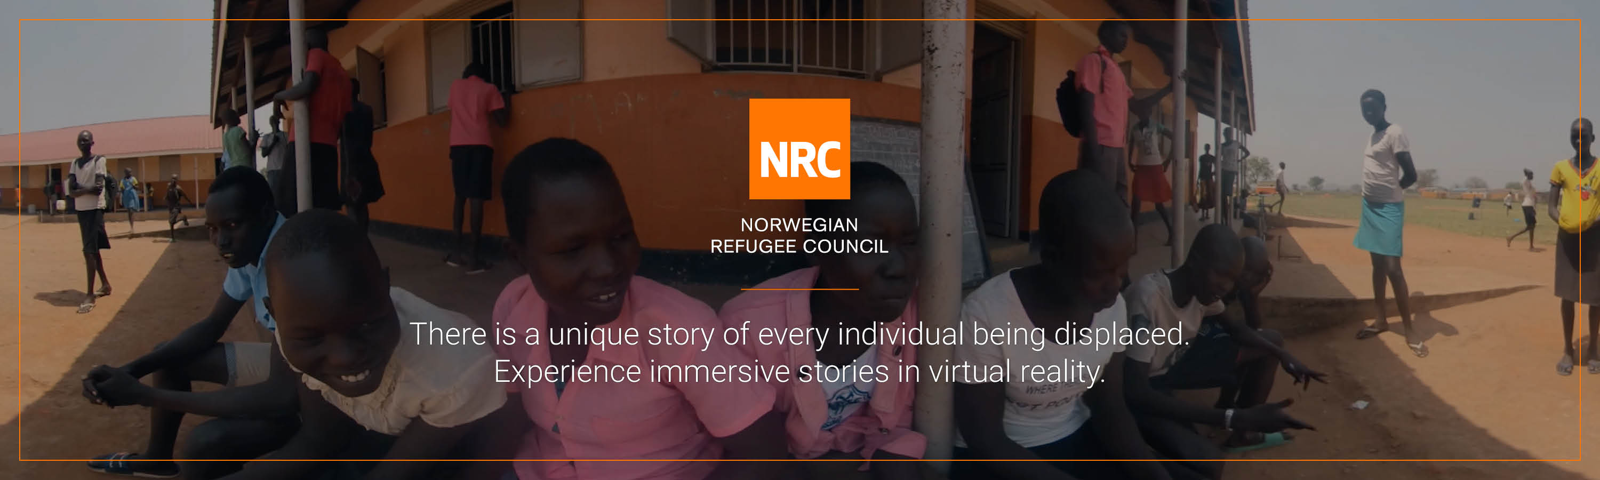 NRC
NORWEGIAN
REFUGEE COUNCIL
There is a unique story of every individual being displaced.
Experience immersive stories in virtual reality.